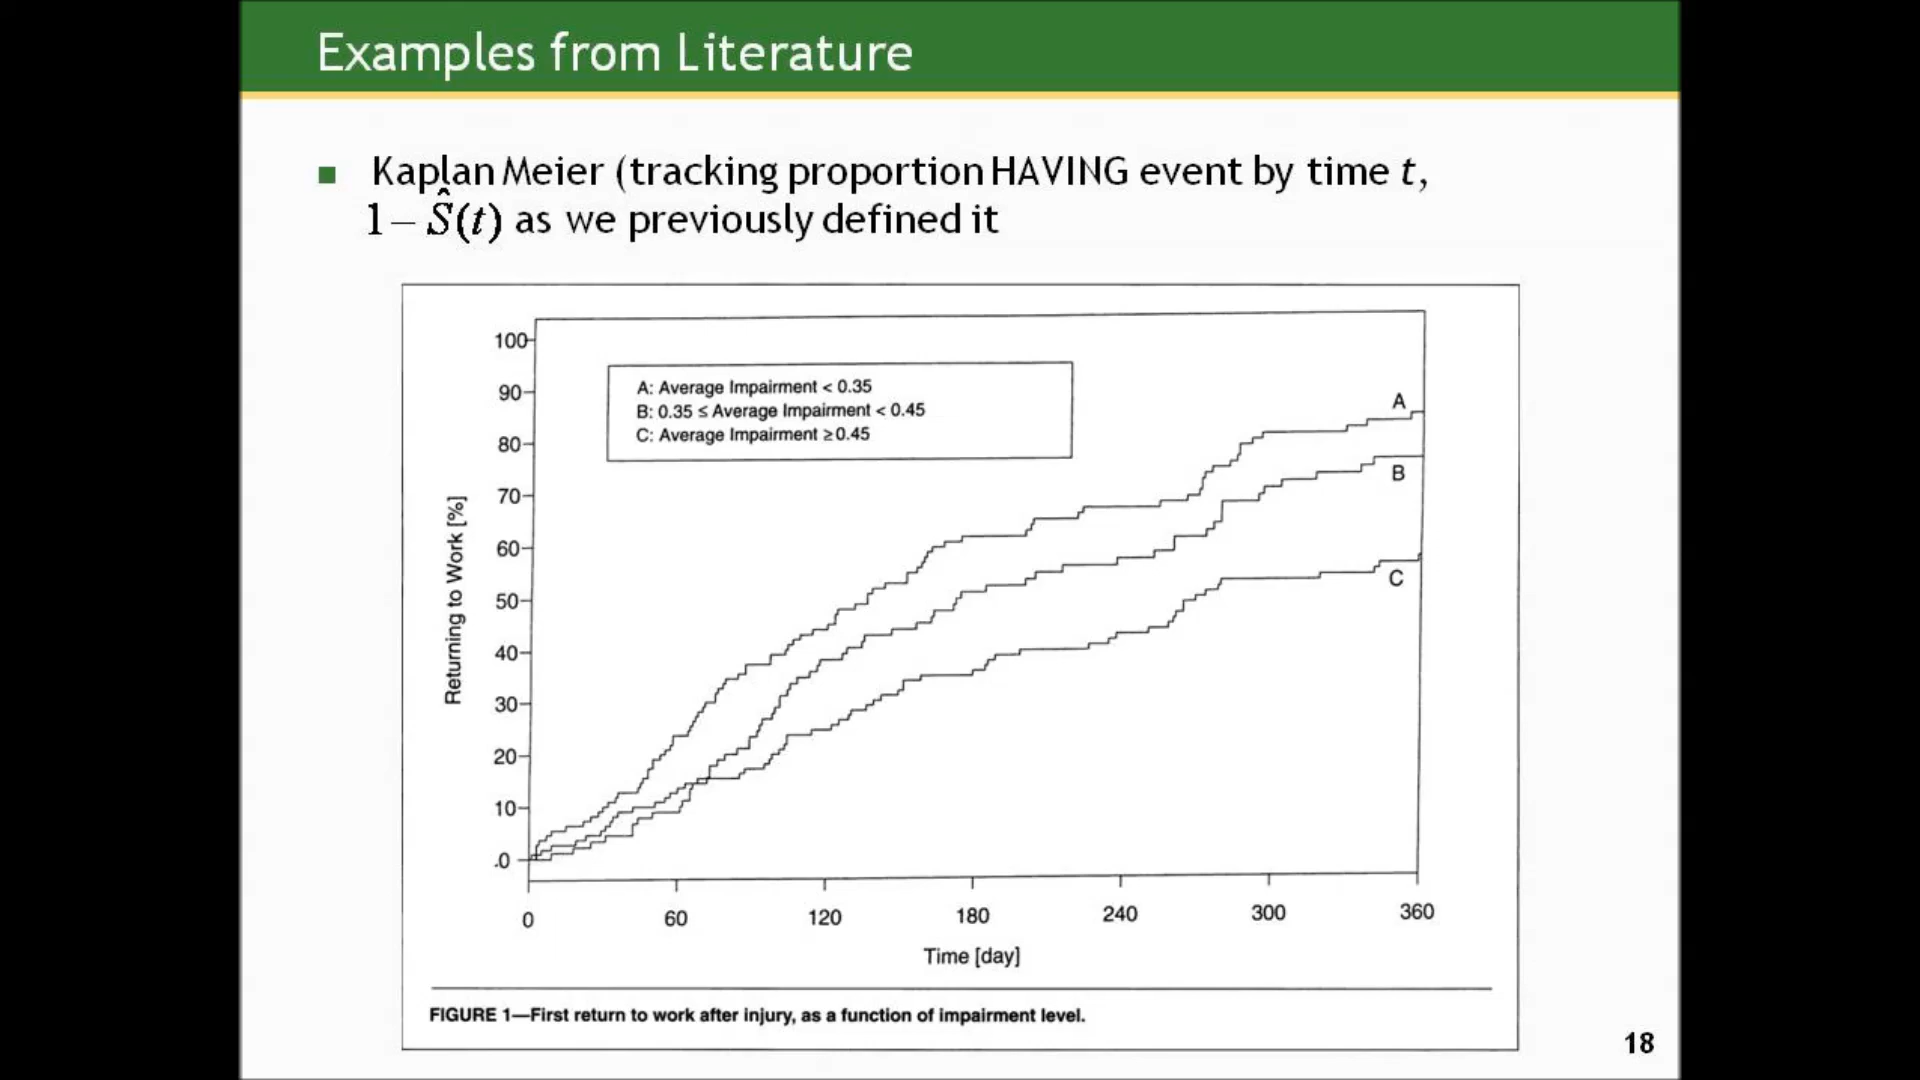 Examples from Literature
Kaplan Meier (tracking proportion HAVING event by time t,
1 – Ŝ(t) as we previously defined it
100
90
80
70
60
50
40
30
20
10
.0
Returning to Work [%]
A: Average Impairment < 0.35
B: 0.35 ≤ Average Impairment < 0.45
C: Average Impairment ≥ 0.45
A
B
C
0 60 120 180 240 300 360
Time [day]
FIGURE 1—First return to work after injury, as a function of impairment level.
18